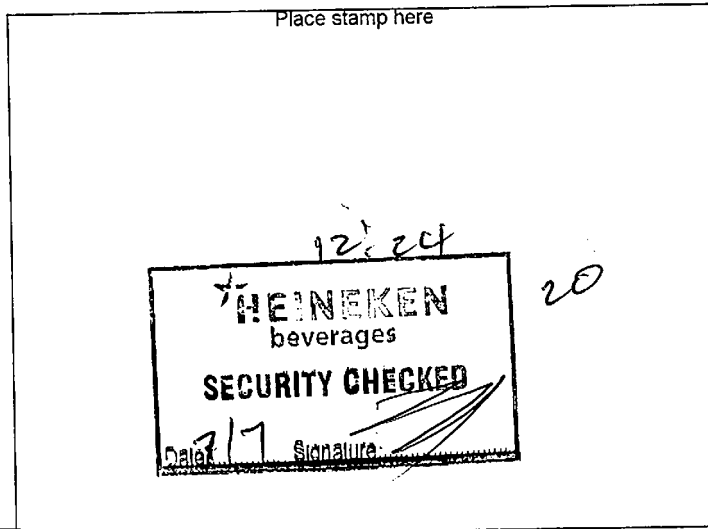 Place stamp here
12:24
HEINEKEN
beverages
20
SECURITY CHECKED
Date 7/7 Signature